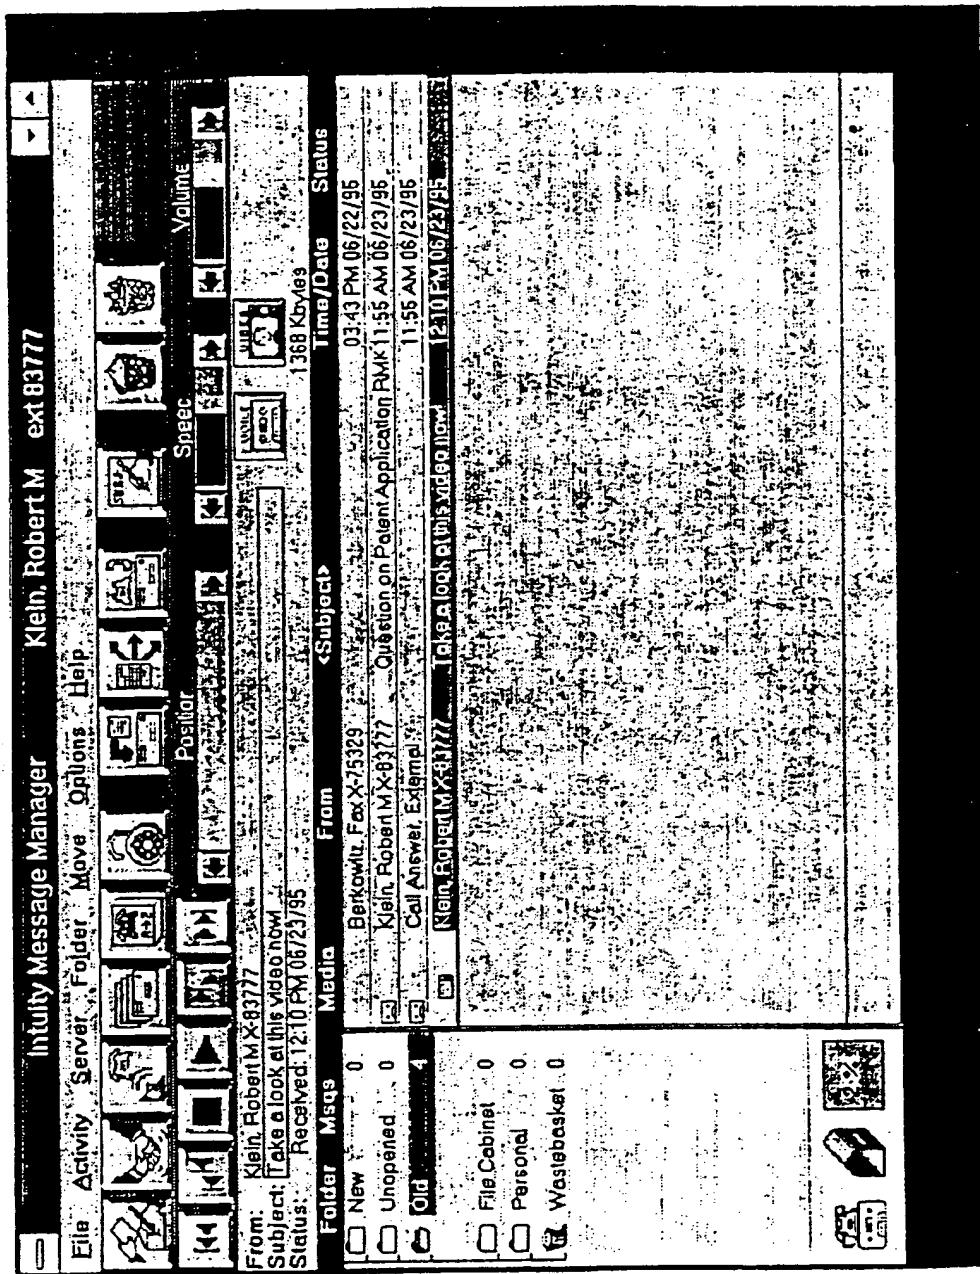 Intuity Message Manager Klein, Robert M ext 83777
File Activity Server Folder Move Options Help
Position Speed Volume
From: Klein, Robert M X-83777
Subject: Take a look at this video now!
Status: Received: 12:10 PM 06/23/95 1368 Kbytes
Folder Msgs Media From <Subject> Time/Date Status
New 0
Unopened 0
Old 4
File Cabinet 0
Personal 0
Wastebasket 0
Berkowitz, Fax X-75329 03:43 PM 06/22/95
Klein, Robert M X-83777 Question on Patent Application RMK 11:55 AM 06/23/95
Call Answer, External 11:56 AM 06/23/95
Klein, Robert M X-83777 Take a look at this video now! 12:10 PM 06/23/95